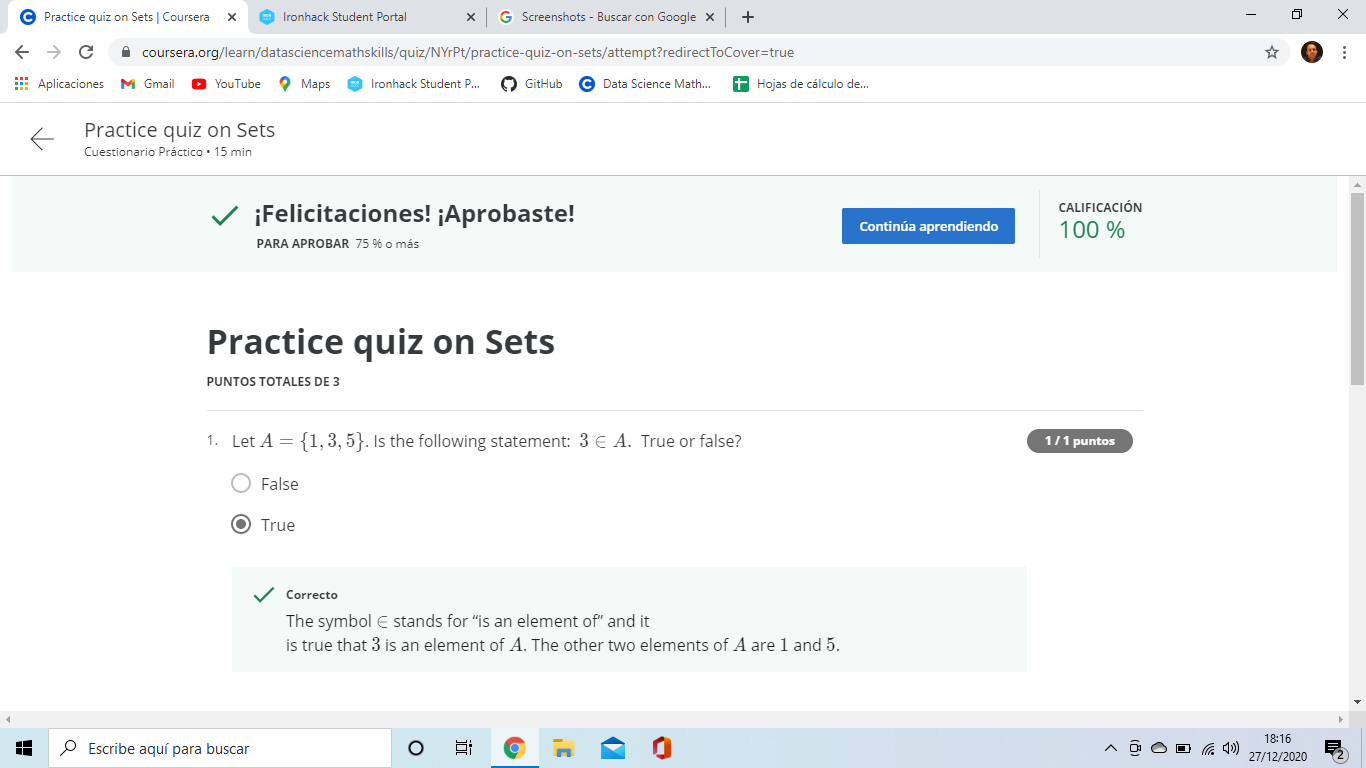 Practice quiz on Sets | Coursera
Ironhack Student Portal
Screenshots - Buscar con Google
coursera.org/learn/datasciencemathskills/quiz/NYrPt/practice-quiz-on-sets/attempt?redirectToCover=true
Aplicaciones Gmail YouTube Maps Ironhack Student P... GitHub Data Science Math... Hojas de cálculo de...
Practice quiz on Sets
Cuestionario Práctico • 15 min
¡Felicitaciones! ¡Aprobaste!
PARA APROBAR 75 % o más
Continúa aprendiendo
CALIFICACIÓN
100 %
Practice quiz on Sets
PUNTOS TOTALES DE 3
1. Let A = {1, 3, 5}. Is the following statement: 3 ∈ A. True or false?
1 / 1 puntos
False
True
Correcto
The symbol ∈ stands for “is an element of” and it
is true that 3 is an element of A. The other two elements of A are 1 and 5.
Escribe aquí para buscar
18:16
27/12/2020
2